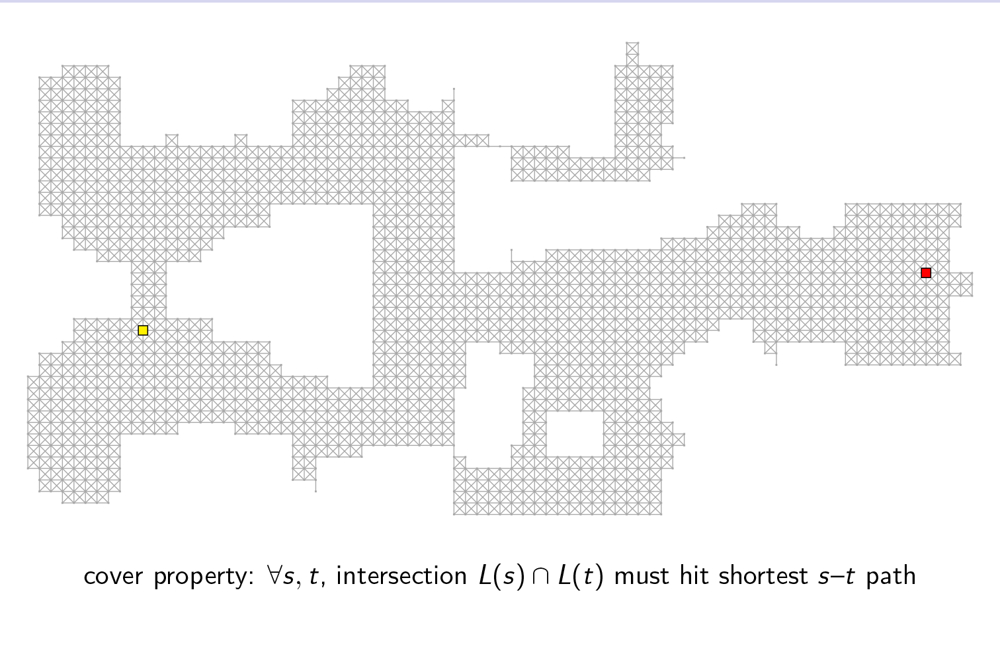 cover property: ∀s, t, intersection L(s) ∩ L(t) must hit shortest s–t path